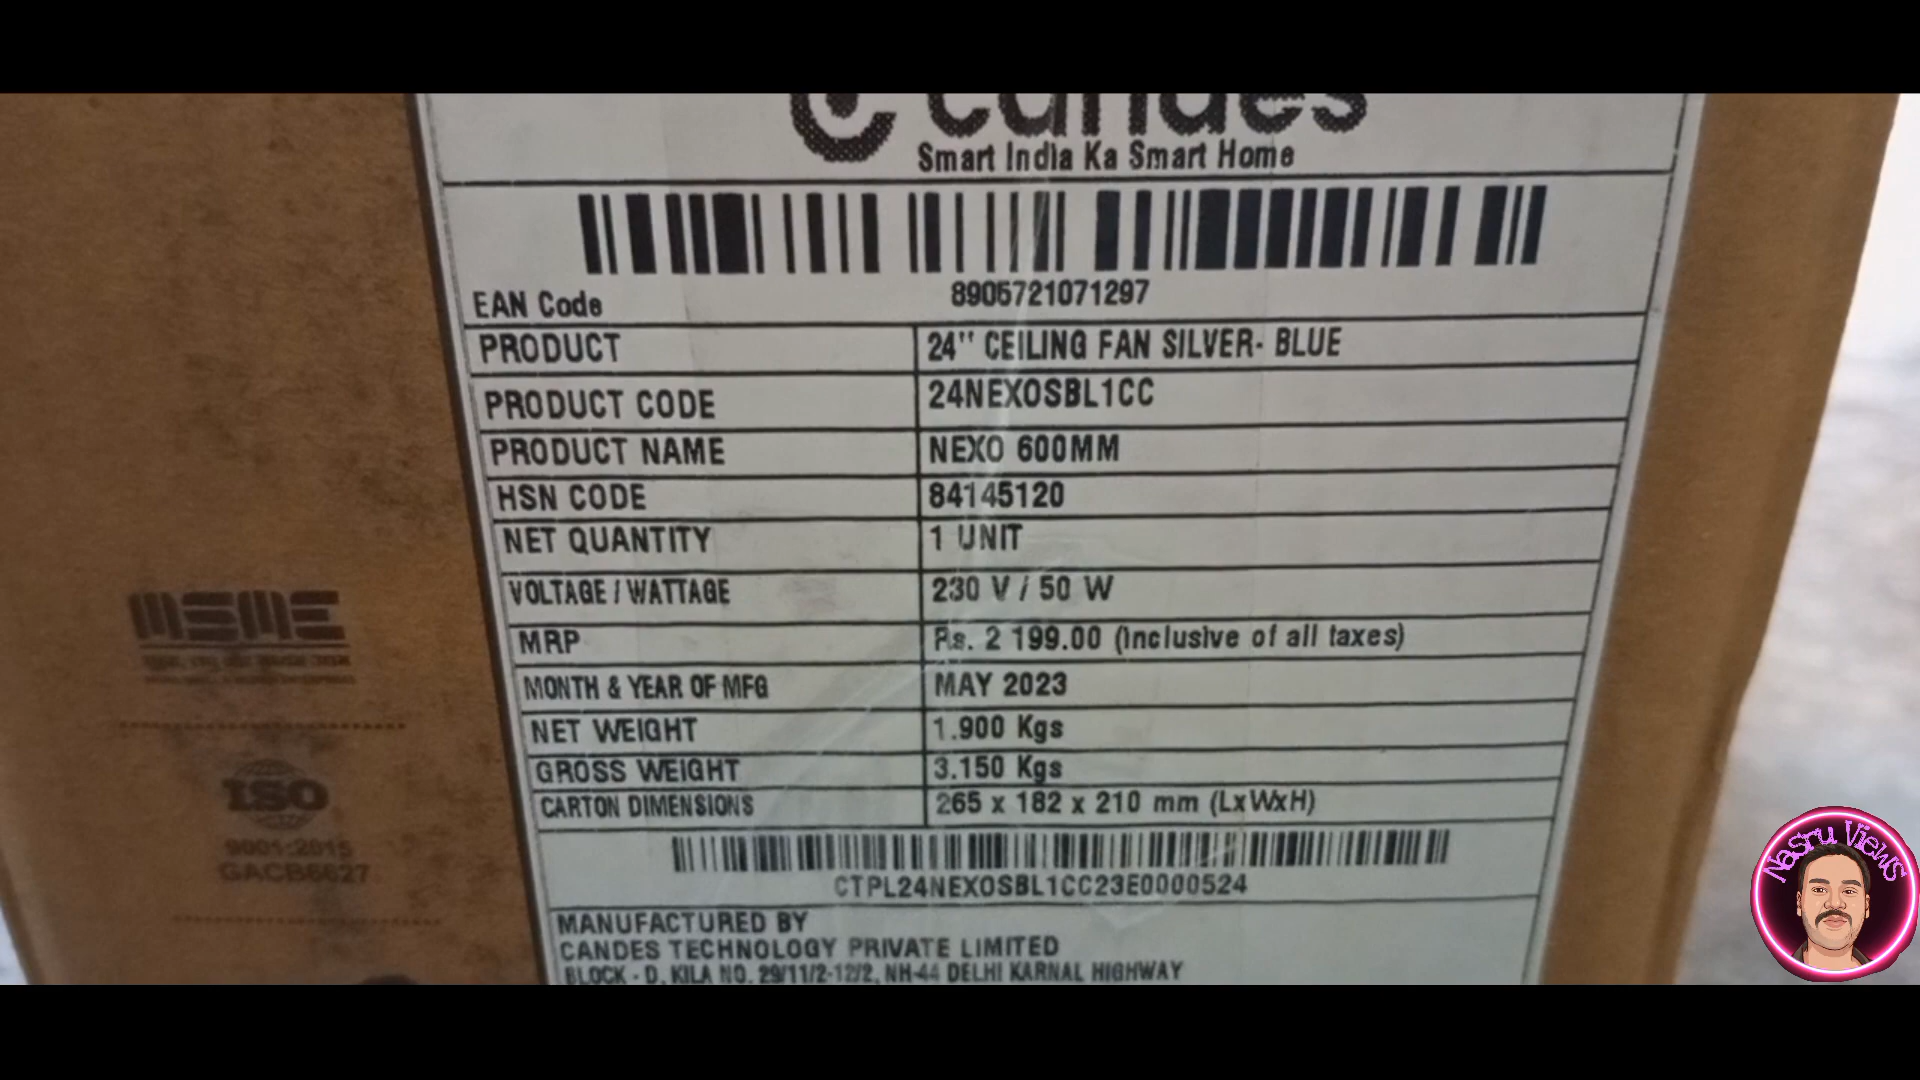 candes
Smart India Ka Smart Home
EAN Code
8905721071297
PRODUCT 24" CEILING FAN SILVER- BLUE
PRODUCT CODE 24NEXOSBL1CC
PRODUCT NAME NEXO 600MM
HSN CODE 84145120
NET QUANTITY 1 UNIT
VOLTAGE / WATTAGE 230 V / 50 W
MRP Rs. 2 199.00 (Inclusive of all taxes)
MONTH & YEAR OF MFG MAY 2023
NET WEIGHT 1.900 Kgs
GROSS WEIGHT 3.150 Kgs
CARTON DIMENSIONS 265 x 182 x 210 mm (LxWxH)
CTPL24NEXOSBL1CC23E0000524
MANUFACTURED BY
CANDES TECHNOLOGY PRIVATE LIMITED
BLOCK - D, KILA NO. 29/11/2-12/2, NH-44 DELHI KARNAL HIGHWAY
MSME
ISO
9001:2015
GACB6627
Nasru Views